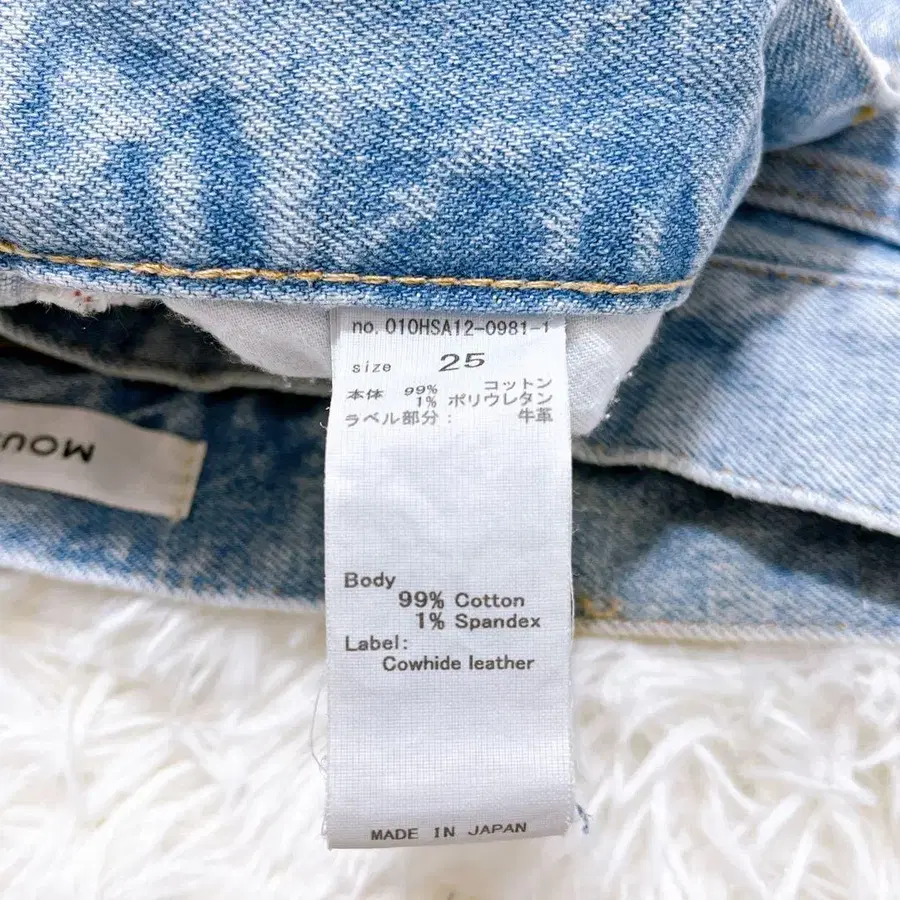 no. 010HSA12-0981-1
size 25
本体 99% コットン
1% ポリウレタン
ラベル部分: 牛革
MOU
Body
99% Cotton
1% Spandex
Label:
Cowhide leather
MADE IN JAPAN